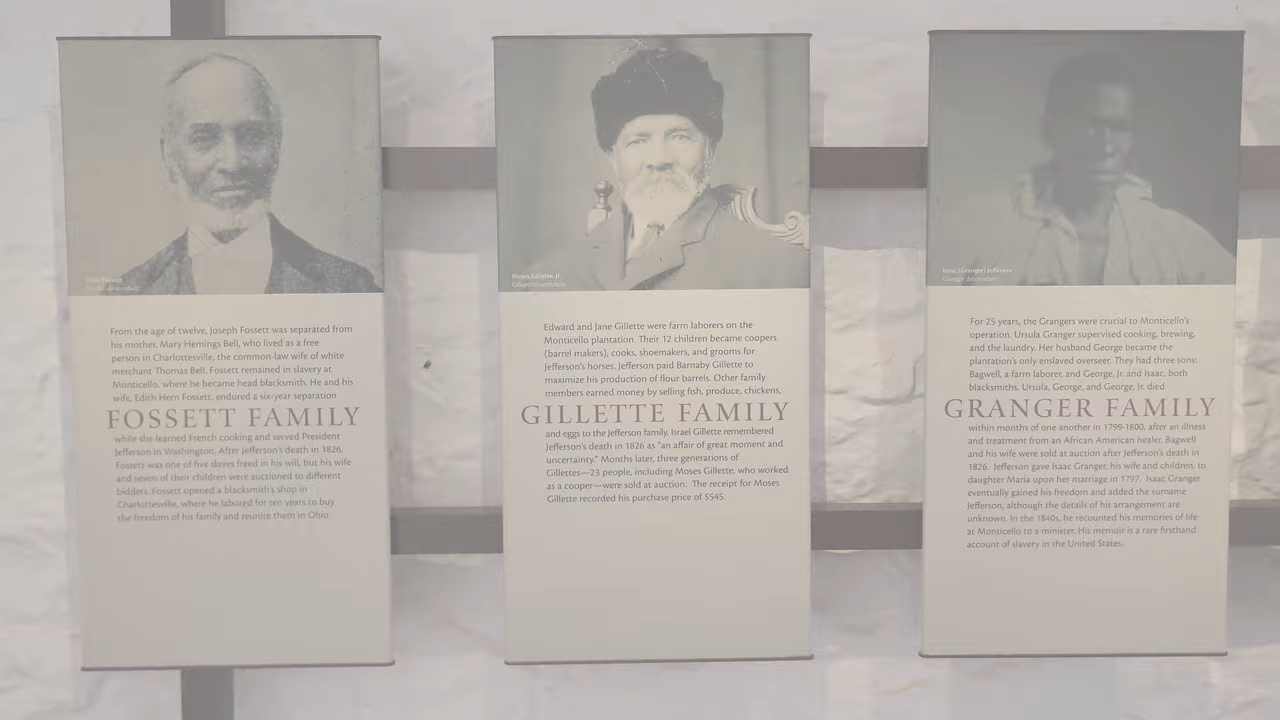 Fossett descendant
From the age of twelve, Joseph Fossett was separated from
his mother, Mary Hemings Bell, who lived as a free
person in Charlottesville, the common-law wife of white
merchant Thomas Bell. Fossett remained in slavery at
Monticello, where he became head blacksmith. He and his
wife, Edith Hern Fossett, endured a six-year separation
FOSSETT FAMILY
while she learned French cooking and served President
Jefferson in Washington. After Jefferson's death in 1826,
Fossett was one of five slaves freed in his will, but his wife
and seven of their children were auctioned to different
bidders. Fossett opened a blacksmith's shop in
Charlottesville, where he labored for ten years to buy
the freedom of his family and reunite them in Ohio.
Moses Gillette, Jr.
Gillette descendant
Edward and Jane Gillette were farm laborers on the
Monticello plantation. Their 12 children became coopers
(barrel makers), cooks, shoemakers, and grooms for
Jefferson's horses. Jefferson paid Barnaby Gillette to
maximize his production of flour barrels. Other family
members earned money by selling fish, produce, chickens,
GILLETTE FAMILY
and eggs to the Jefferson family. Israel Gillette remembered
Jefferson's death in 1826 as "an affair of great moment and
uncertainty." Months later, three generations of
Gillettes—23 people, including Moses Gillette, who worked
as a cooper—were sold at auction. The receipt for Moses
Gillette recorded his purchase price of $545.
Isaac (Granger) Jefferson
Granger descendant
For 25 years, the Grangers were crucial to Monticello's
operation. Ursula Granger supervised cooking, brewing,
and the laundry. Her husband George became the
plantation's only enslaved overseer. They had three sons:
Bagwell, a farm laborer, and George, Jr. and Isaac, both
blacksmiths. Ursula, George, and George, Jr. died
GRANGER FAMILY
within months of one another in 1799-1800, after an illness
and treatment from an African American healer. Bagwell
and his wife were sold at auction after Jefferson's death in
1826. Jefferson gave Isaac Granger, his wife and children, to
daughter Maria upon her marriage in 1797. Isaac Granger
eventually gained his freedom and added the surname
Jefferson, although the details of his arrangement are
unknown. In the 1840s, he recounted his memories of life
at Monticello to a minister. His memoir is a rare firsthand
account of slavery in the United States.